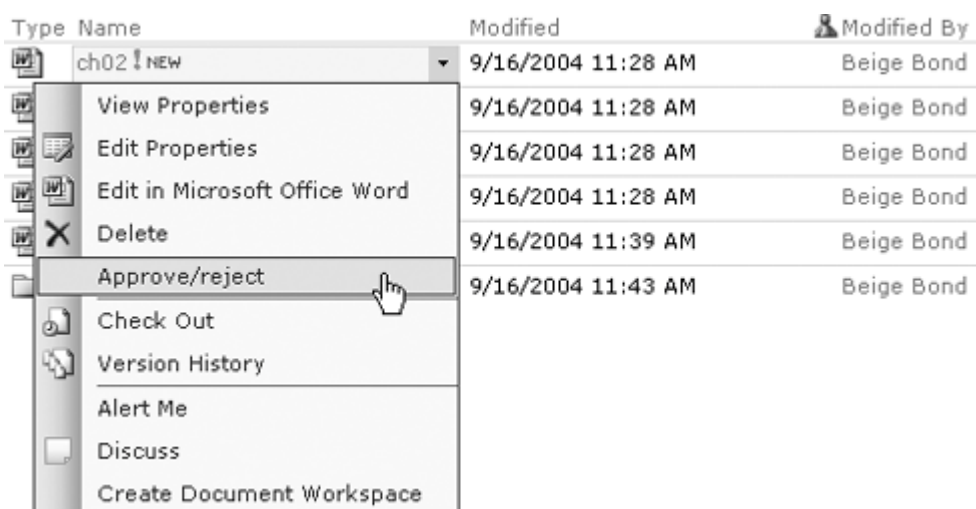 Type Name Modified Modified By
ch02 ! NEW 9/16/2004 11:28 AM Beige Bond
View Properties 9/16/2004 11:28 AM Beige Bond
Edit Properties 9/16/2004 11:28 AM Beige Bond
Edit in Microsoft Office Word 9/16/2004 11:28 AM Beige Bond
Delete 9/16/2004 11:39 AM Beige Bond
Approve/reject 9/16/2004 11:43 AM Beige Bond
Check Out
Version History
Alert Me
Discuss
Create Document Workspace